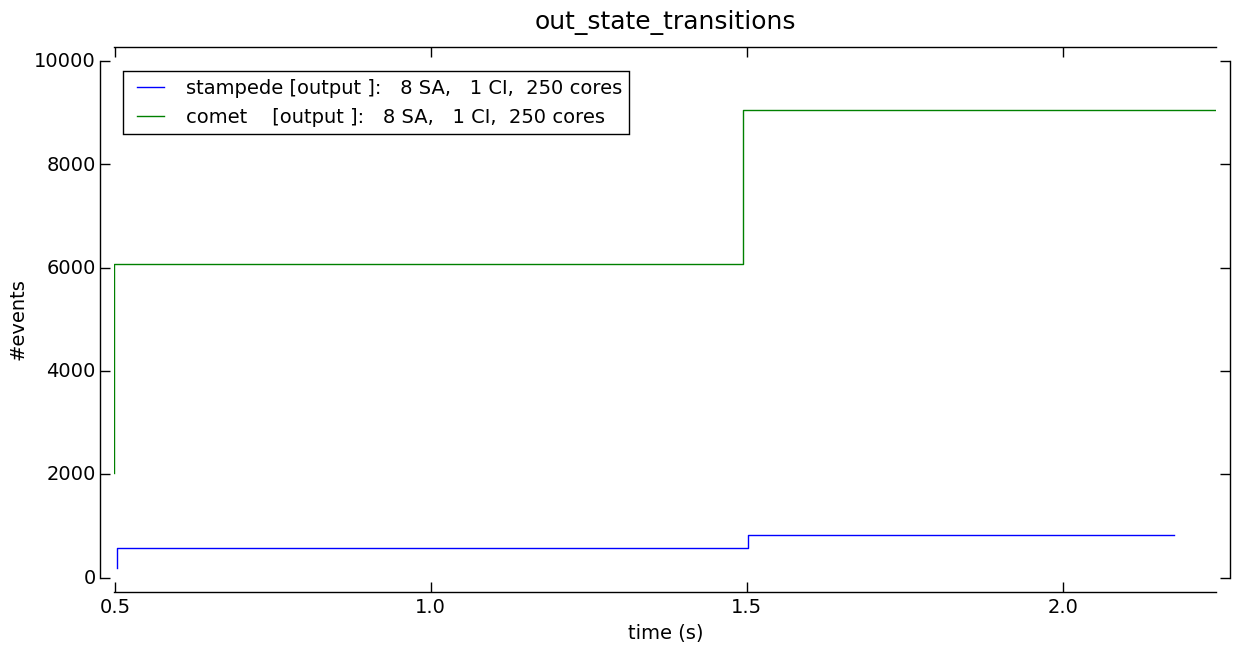 out_state_transitions
10000
stampede [output ]:   8 SA,   1 CI,  250 cores
comet    [output ]:   8 SA,   1 CI,  250 cores
8000
6000
#events
4000
2000
0
0.5 1.0 1.5 2.0
time (s)